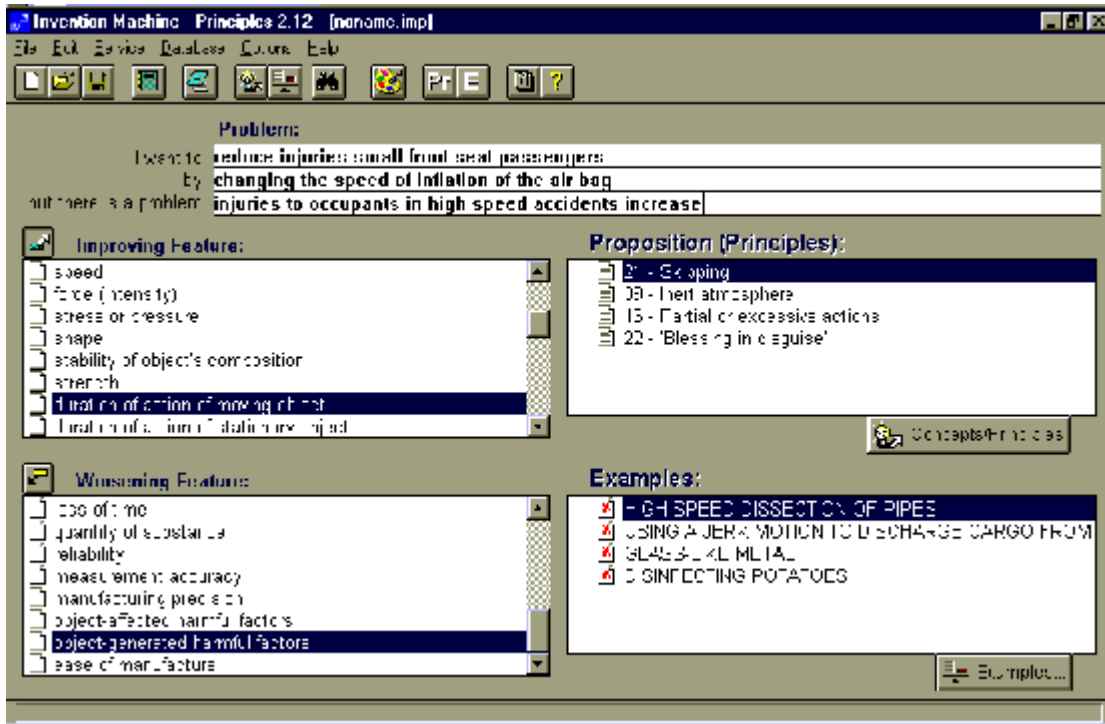 Invention Machine Principles 2.12 [noname.imp]
File Edit Service Database Options Help
Pr E ?
Problem:
I want to reduce injuries small front seat passengers
by changing the speed of inflation of the air bag
but there is a problem injuries to occupants in high speed accidents increase
Improving Feature:
speed
force (intensity)
stress or pressure
shape
stability of object's composition
strength
duration of action of moving object
duration of action of stationary object
Proposition (Principles):
21 - Skipping
39 - Inert atmosphere
16 - Partial or excessive actions
22 - 'Blessing in disguise'
Concepts/Principles
Worsening Feature:
loss of time
quantity of substance
reliability
measurement accuracy
manufacturing precision
object-affected harmful factors
object-generated harmful factors
ease of manufacture
Examples:
HIGH SPEED DISSECTION OF PIPES
USING A JERK MOTION TO DISCHARGE CARGO FROM
GLASS-LIKE METAL
DISINFECTING POTATOES
Examples...